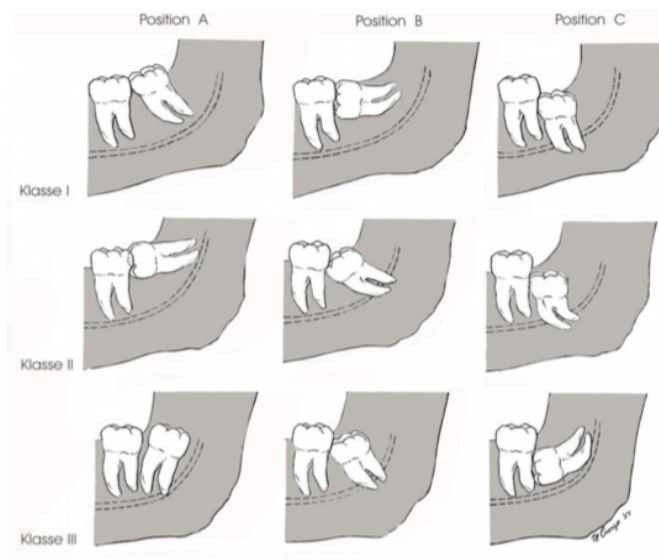 Position A
Position B
Position C
Klasse I
Klasse II
Klasse III